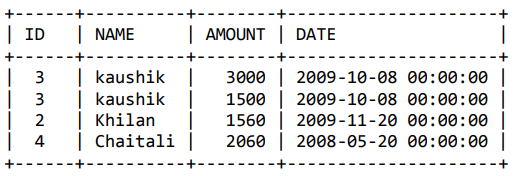 +------+----------+--------+---------------------+
| ID   | NAME     | AMOUNT | DATE                |
+------+----------+--------+---------------------+
|  3   | kaushik  |   3000 | 2009-10-08 00:00:00 |
|  3   | kaushik  |   1500 | 2009-10-08 00:00:00 |
|  2   | Khilan   |   1560 | 2009-11-20 00:00:00 |
|  4   | Chaitali |   2060 | 2008-05-20 00:00:00 |
+------+----------+--------+---------------------+